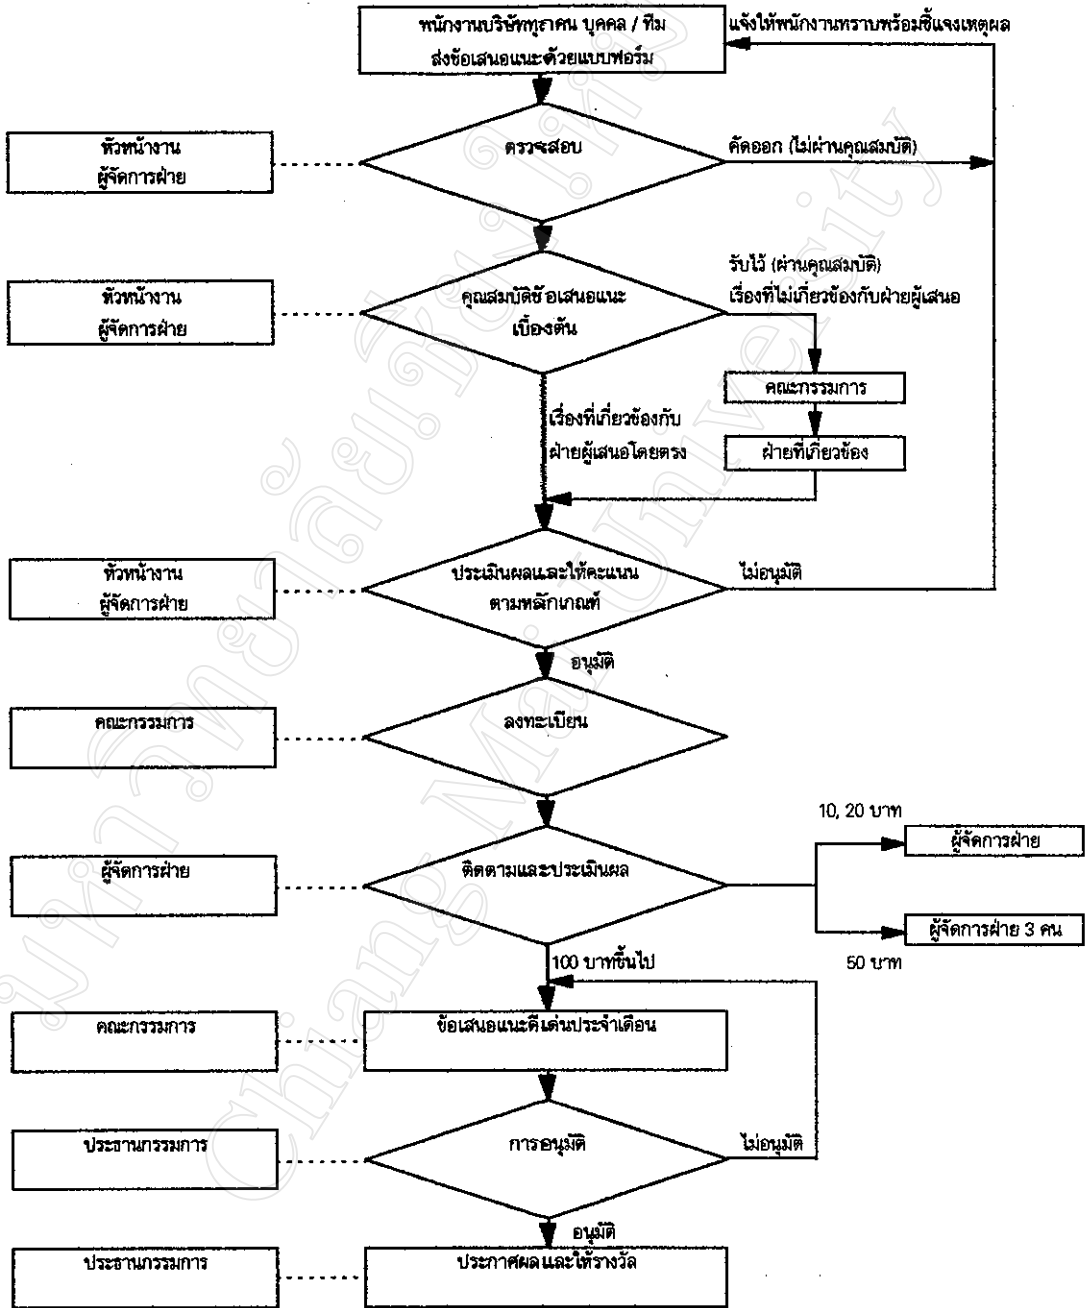 พนักงานบริษัททุกคน บุคคล / ทีม
ส่งข้อเสนอแนะด้วยแบบฟอร์ม
แจ้งให้พนักงานทราบพร้อมชี้แจงเหตุผล
หัวหน้างาน
ผู้จัดการฝ่าย
ตรวจสอบ
คัดออก (ไม่ผ่านคุณสมบัติ)
หัวหน้างาน
ผู้จัดการฝ่าย
คุณสมบัติข้อเสนอแนะ
เบื้องต้น
รับไว้ (ผ่านคุณสมบัติ)
เรื่องที่ไม่เกี่ยวข้องกับฝ่ายผู้เสนอ
คณะกรรมการ
เรื่องที่เกี่ยวข้องกับ
ฝ่ายผู้เสนอโดยตรง
ฝ่ายที่เกี่ยวข้อง
หัวหน้างาน
ผู้จัดการฝ่าย
ประเมินผลและให้คะแนน
ตามหลักเกณฑ์
ไม่อนุมัติ
อนุมัติ
คณะกรรมการ
ลงทะเบียน
ผู้จัดการฝ่าย
ติดตามและประเมินผล
10, 20 บาท
ผู้จัดการฝ่าย
ผู้จัดการฝ่าย 3 คน
50 บาท
100 บาทขึ้นไป
คณะกรรมการ
ข้อเสนอแนะดีเด่นประจำเดือน
ประธานกรรมการ
การอนุมัติ
ไม่อนุมัติ
อนุมัติ
ประธานกรรมการ
ประกาศผลและให้รางวัล
มหาวิทยาลัยเชียงใหม่
Chiang Mai University